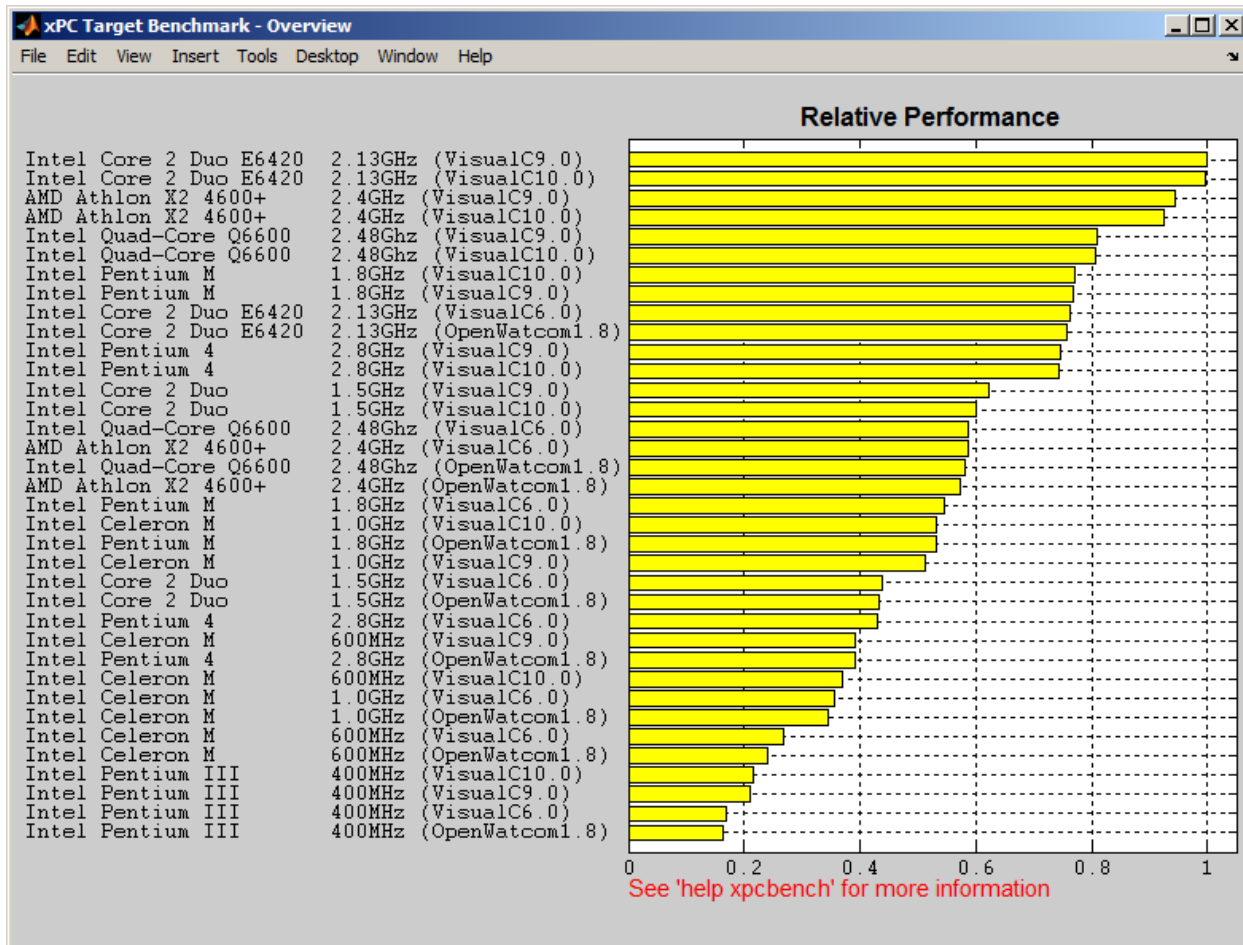 xPC Target Benchmark - Overview
File Edit View Insert Tools Desktop Window Help
Relative Performance
Intel Core 2 Duo E6420 2.13GHz (VisualC9.0)
Intel Core 2 Duo E6420 2.13GHz (VisualC10.0)
AMD Athlon X2 4600+ 2.4GHz (VisualC9.0)
AMD Athlon X2 4600+ 2.4GHz (VisualC10.0)
Intel Quad-Core Q6600 2.48Ghz (VisualC9.0)
Intel Quad-Core Q6600 2.48Ghz (VisualC10.0)
Intel Pentium M 1.8GHz (VisualC10.0)
Intel Pentium M 1.8GHz (VisualC9.0)
Intel Core 2 Duo E6420 2.13GHz (VisualC6.0)
Intel Core 2 Duo E6420 2.13GHz (OpenWatcom1.8)
Intel Pentium 4 2.8GHz (VisualC9.0)
Intel Pentium 4 2.8GHz (VisualC10.0)
Intel Core 2 Duo 1.5GHz (VisualC9.0)
Intel Core 2 Duo 1.5GHz (VisualC10.0)
Intel Quad-Core Q6600 2.48Ghz (VisualC6.0)
AMD Athlon X2 4600+ 2.4GHz (VisualC6.0)
Intel Quad-Core Q6600 2.48Ghz (OpenWatcom1.8)
AMD Athlon X2 4600+ 2.4GHz (OpenWatcom1.8)
Intel Pentium M 1.8GHz (VisualC6.0)
Intel Celeron M 1.0GHz (VisualC10.0)
Intel Pentium M 1.8GHz (OpenWatcom1.8)
Intel Celeron M 1.0GHz (VisualC9.0)
Intel Core 2 Duo 1.5GHz (VisualC6.0)
Intel Core 2 Duo 1.5GHz (OpenWatcom1.8)
Intel Pentium 4 2.8GHz (VisualC6.0)
Intel Celeron M 600MHz (VisualC9.0)
Intel Pentium 4 2.8GHz (OpenWatcom1.8)
Intel Celeron M 600MHz (VisualC10.0)
Intel Celeron M 1.0GHz (VisualC6.0)
Intel Celeron M 1.0GHz (OpenWatcom1.8)
Intel Celeron M 600MHz (VisualC6.0)
Intel Celeron M 600MHz (OpenWatcom1.8)
Intel Pentium III 400MHz (VisualC10.0)
Intel Pentium III 400MHz (VisualC9.0)
Intel Pentium III 400MHz (VisualC6.0)
Intel Pentium III 400MHz (OpenWatcom1.8)
0 0.2 0.4 0.6 0.8 1
See 'help xpcbench' for more information